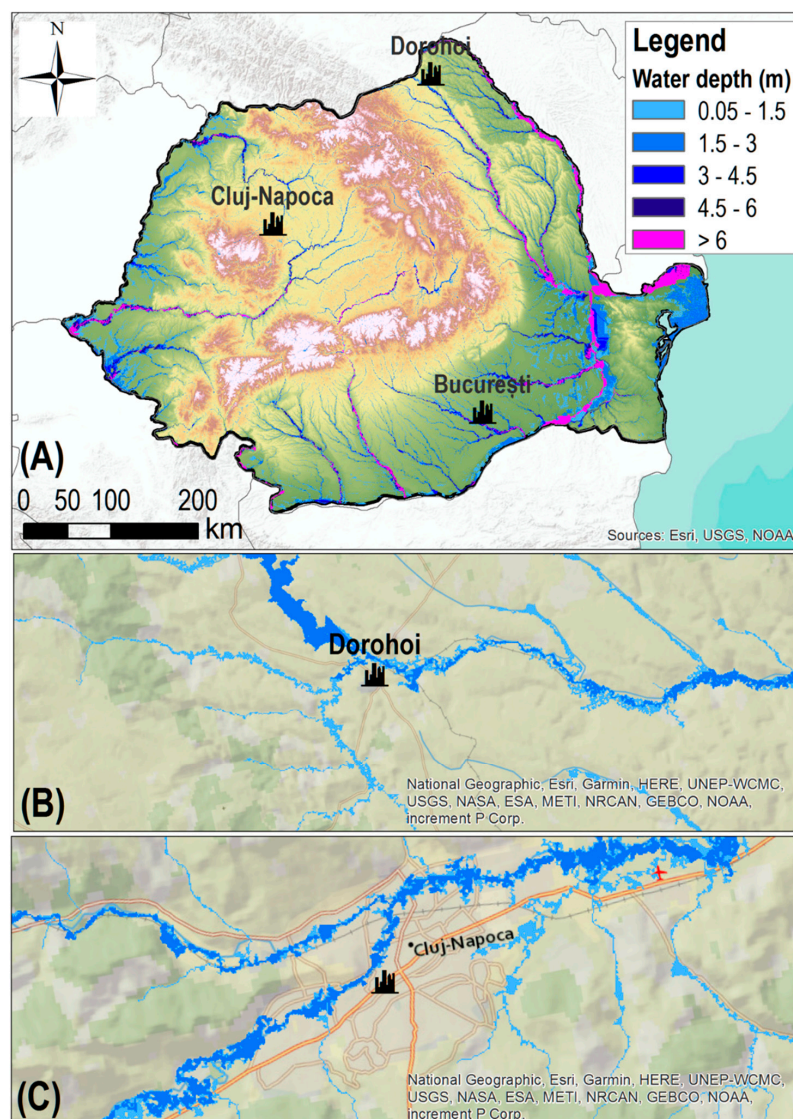 N
Dorohoi
Legend
Water depth (m)
0.05 - 1.5
1.5 - 3
3 - 4.5
4.5 - 6
> 6
Cluj-Napoca
București
(A)
0 50 100 200
km
Sources: Esri, USGS, NOAA
Dorohoi
(B)
National Geographic, Esri, Garmin, HERE, UNEP-WCMC,
USGS, NASA, ESA, METI, NRCAN, GEBCO, NOAA,
increment P Corp.
Cluj-Napoca
(C)
National Geographic, Esri, Garmin, HERE, UNEP-WCMC,
USGS, NASA, ESA, METI, NRCAN, GEBCO, NOAA,
increment P Corp.